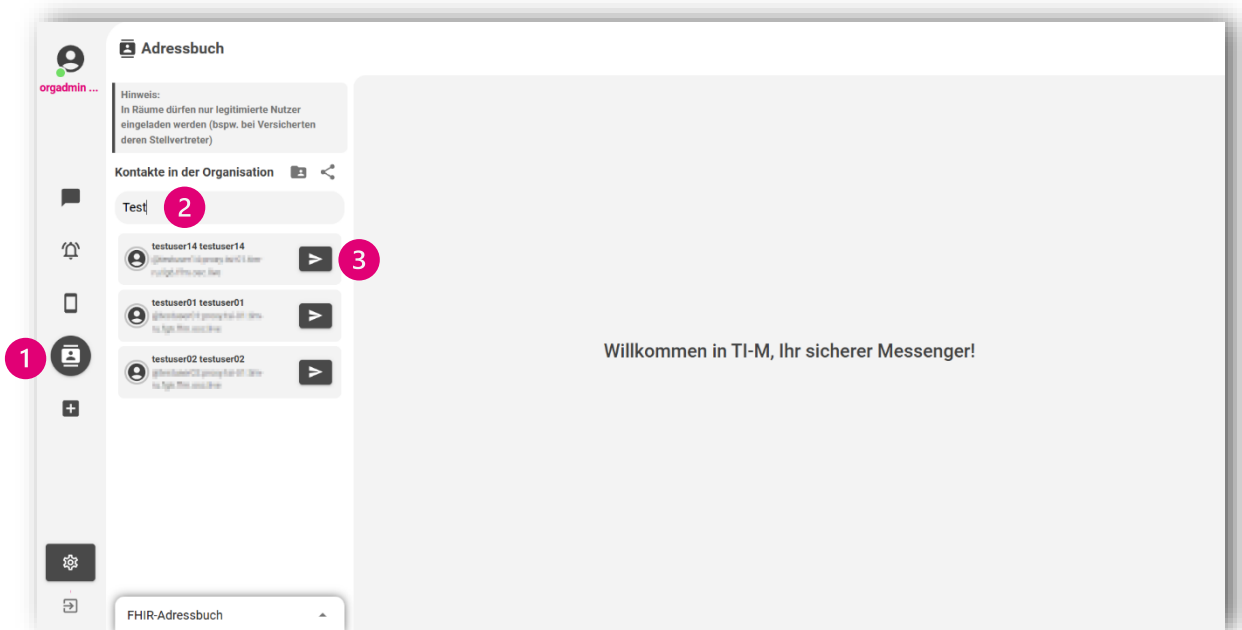 Adressbuch
orgadmin ...
Hinweis:
In Räume dürfen nur legitimierte Nutzer
eingeladen werden (bspw. bei Versicherten
deren Stellvertreter)
Kontakte in der Organisation
Test
2
testuser14 testuser14
3
testuser01 testuser01
1
Willkommen in TI-M, Ihr sicherer Messenger!
testuser02 testuser02
FHIR-Adressbuch